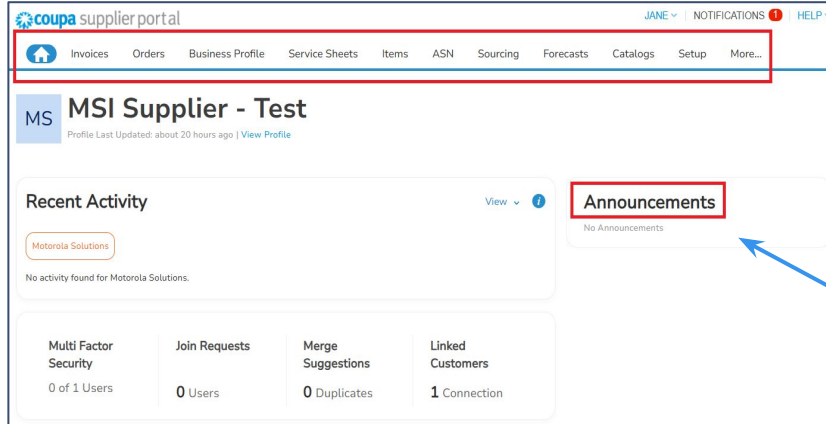 coupa supplier portal
JANE NOTIFICATIONS 1 HELP
Invoices Orders Business Profile Service Sheets Items ASN Sourcing Forecasts Catalogs Setup More...
MS MSI Supplier - Test
Profile Last Updated: about 20 hours ago | View Profile
Recent Activity View i
Motorola Solutions
No activity found for Motorola Solutions.
Announcements
No Announcements
Multi Factor
Security
0 of 1 Users
Join Requests
0 Users
Merge
Suggestions
0 Duplicates
Linked
Customers
1 Connection